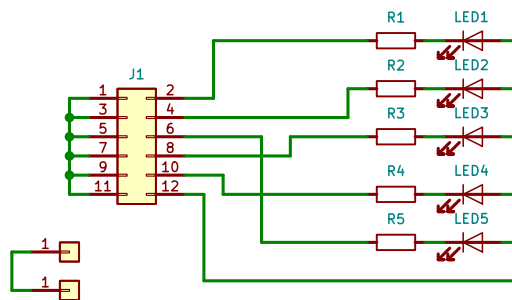 R1 LED1
R2 LED2
J1
1 2
3 4
R3 LED3
5 6
7 8
9 10
R4 LED4
11 12
R5 LED5
1
1